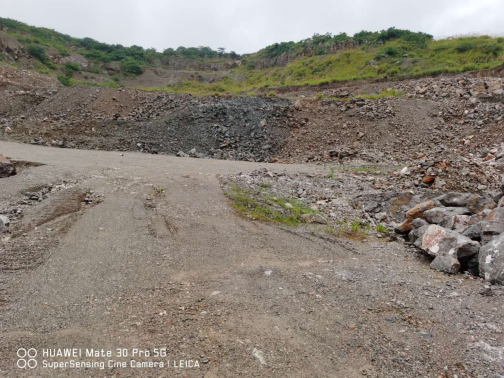 HUAWEI Mate 30 Pro 5G
SuperSensing Cine Camera | LEICA